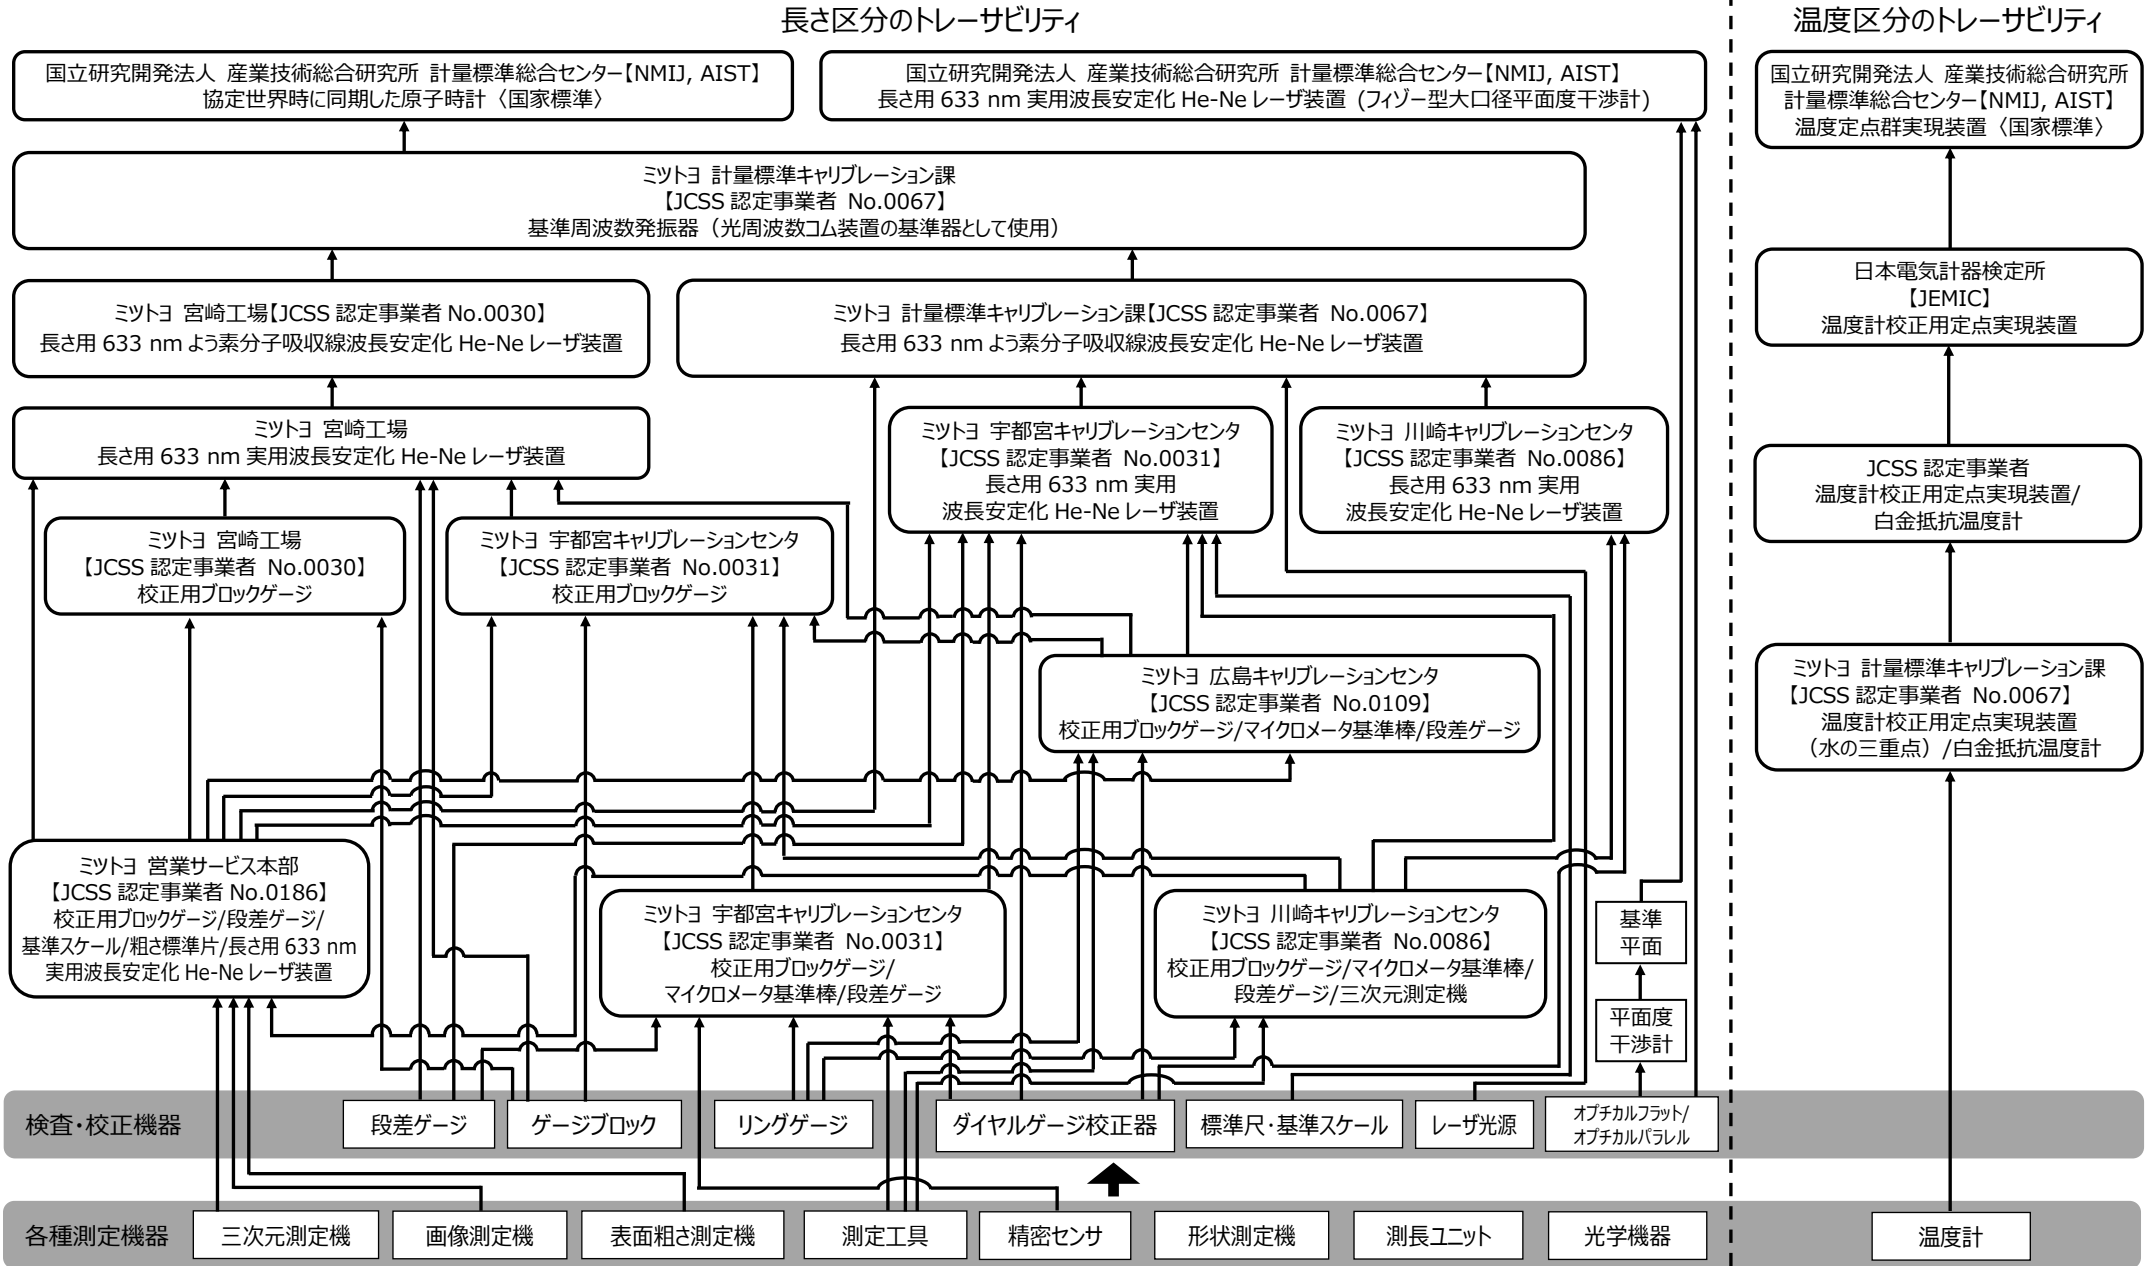 長さ区分のトレーサビリティ
温度区分のトレーサビリティ
国立研究開発法人 産業技術総合研究所 計量標準総合センター【NMIJ, AIST】
協定世界時に同期した原子時計〈国家標準〉
国立研究開発法人 産業技術総合研究所 計量標準総合センター【NMIJ, AIST】
長さ用 633 nm 実用波長安定化 He-Ne レーザ装置 (フィゾー型大口径平面度干渉計)
国立研究開発法人 産業技術総合研究所
計量標準総合センター【NMIJ, AIST】
温度定点群実現装置〈国家標準〉
ミツトヨ 計量標準キャリブレーション課
【JCSS 認定事業者 No.0067】
基準周波数発振器（光周波数コム装置の基準器として使用）
ミツトヨ 宮崎工場【JCSS 認定事業者 No.0030】
長さ用 633 nm よう素分子吸収線波長安定化 He-Ne レーザ装置
ミツトヨ 計量標準キャリブレーション課【JCSS 認定事業者 No.0067】
長さ用 633 nm よう素分子吸収線波長安定化 He-Ne レーザ装置
日本電気計器検定所
【JEMIC】
温度計校正用定点実現装置
ミツトヨ 宮崎工場
長さ用 633 nm 実用波長安定化 He-Ne レーザ装置
ミツトヨ 宇都宮キャリブレーションセンタ
【JCSS 認定事業者 No.0031】
長さ用 633 nm 実用
波長安定化 He-Ne レーザ装置
ミツトヨ 川崎キャリブレーションセンタ
【JCSS 認定事業者 No.0086】
長さ用 633 nm 実用
波長安定化 He-Ne レーザ装置
JCSS 認定事業者
温度計校正用定点実現装置/
白金抵抗温度計
ミツトヨ 宮崎工場
【JCSS 認定事業者 No.0030】
校正用ブロックゲージ
ミツトヨ 宇都宮キャリブレーションセンタ
【JCSS 認定事業者 No.0031】
校正用ブロックゲージ
ミツトヨ 広島キャリブレーションセンタ
【JCSS 認定事業者 No.0109】
校正用ブロックゲージ/マイクロメータ基準棒/段差ゲージ
ミツトヨ 計量標準キャリブレーション課
【JCSS 認定事業者 No.0067】
温度計校正用定点実現装置
（水の三重点）/白金抵抗温度計
ミツトヨ 営業サービス本部
【JCSS 認定事業者 No.0186】
校正用ブロックゲージ/段差ゲージ/
基準スケール/粗さ標準片/長さ用 633 nm
実用波長安定化 He-Ne レーザ装置
ミツトヨ 宇都宮キャリブレーションセンタ
【JCSS 認定事業者 No.0031】
校正用ブロックゲージ/
マイクロメータ基準棒/段差ゲージ
ミツトヨ 川崎キャリブレーションセンタ
【JCSS 認定事業者 No.0086】
校正用ブロックゲージ/マイクロメータ基準棒/
段差ゲージ/三次元測定機
基準
平面
平面度
干渉計
検査・校正機器
段差ゲージ
ゲージブロック
リングゲージ
ダイヤルゲージ校正器
標準尺・基準スケール
レーザ光源
オプチカルフラット/
オプチカルパラレル
各種測定機器
三次元測定機
画像測定機
表面粗さ測定機
測定工具
精密センサ
形状測定機
測長ユニット
光学機器
温度計